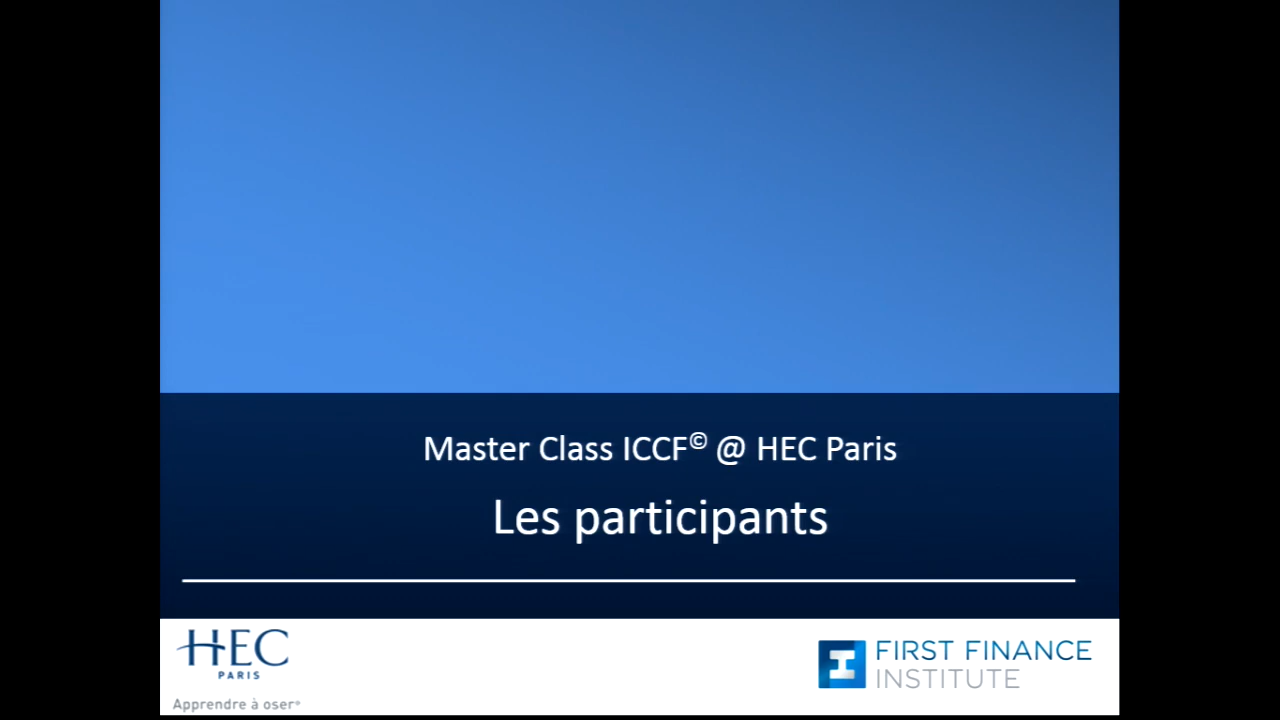 Master Class ICCF© @ HEC Paris
Les participants
HEC
PARIS
Apprendre à oser®
FIRST FINANCE
INSTITUTE